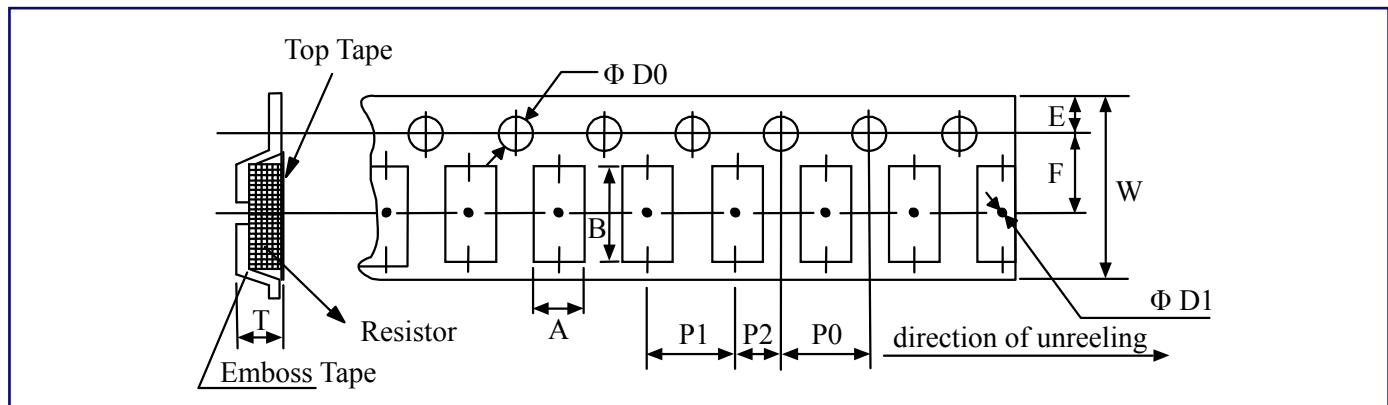 Top Tape
Φ D0
E
F
W
B
T
Resistor
A
P1
P2
P0
Φ D1
direction of unreeling
Emboss Tape